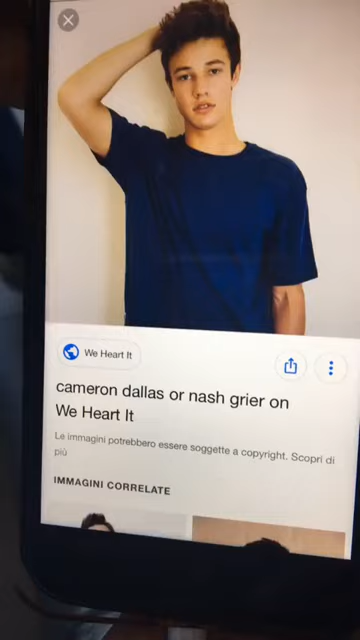 We Heart It
cameron dallas or nash grier on
We Heart It
Le immagini potrebbero essere soggette a copyright. Scopri di
più
IMMAGINI CORRELATE